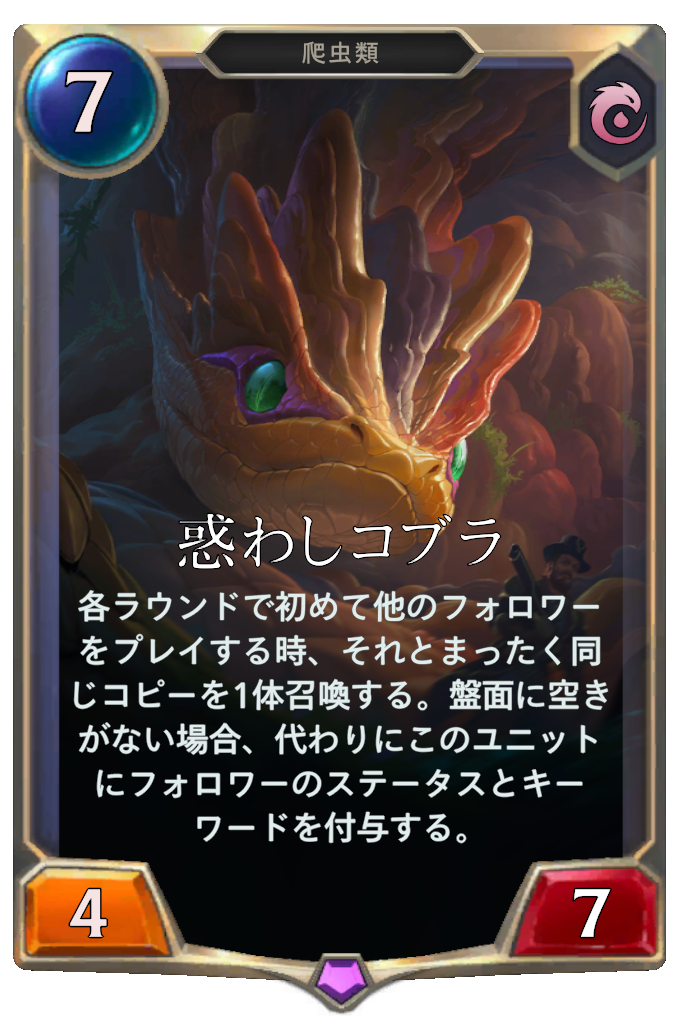 爬虫類
7
惑わしコブラ
各ラウンドで初めて他のフォロワー
をプレイする時、それとまったく同
じコピーを1体召喚する。盤面に空き
がない場合、代わりにこのユニット
にフォロワーのステータスとキー
ワードを付与する。
4
7